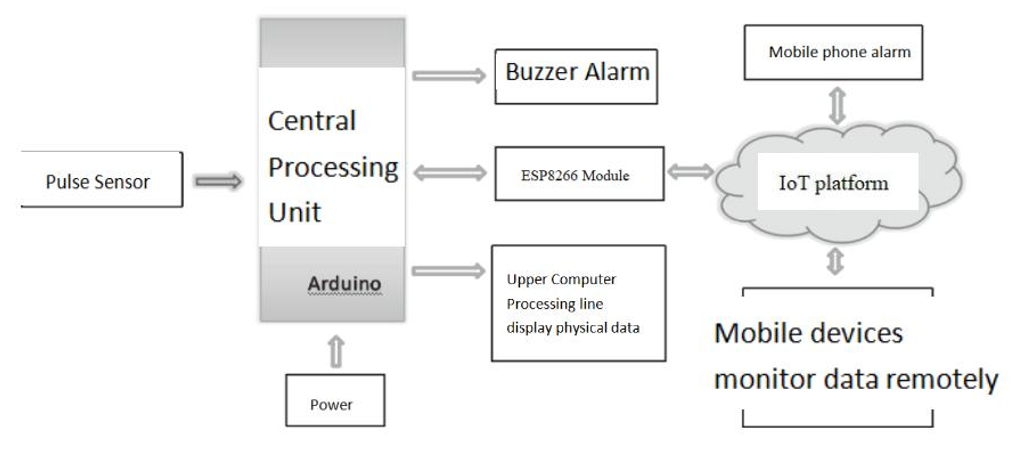 Pulse Sensor
Central
Processing
Unit
Arduino
Power
Buzzer Alarm
ESP8266 Module
Upper Computer
Processing line
display physical data
Mobile phone alarm
IoT platform
Mobile devices
monitor data remotely